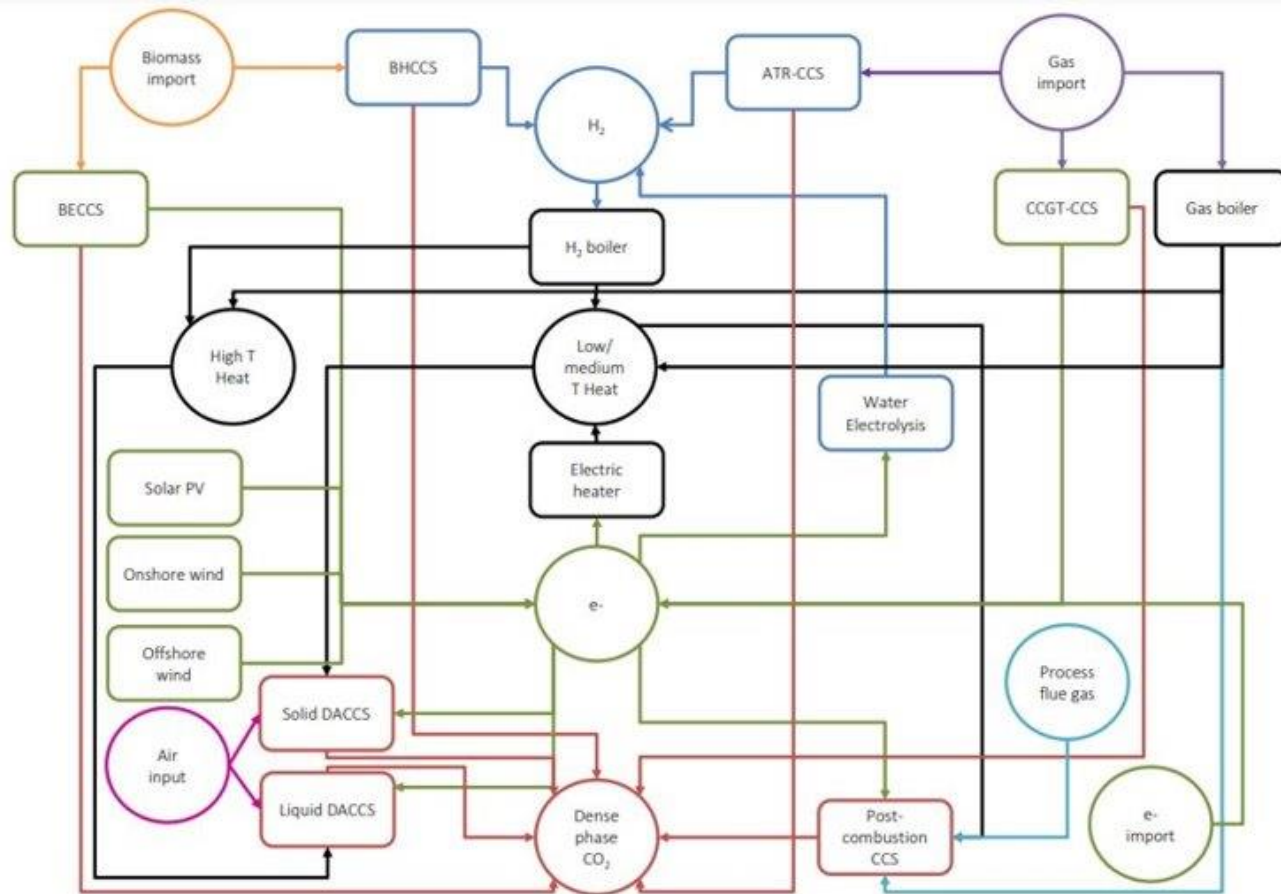 Biomass
import
BHCCS
ATR-CCS
Gas
import
H₂
BECCS
CCGT-CCS
Gas boiler
H₂ boiler
High T
Heat
Low/
medium
T Heat
Water
Electrolysis
Solar PV
Electric
heater
Onshore wind
e-
Offshore
wind
Process
flue gas
Solid DACCS
Air
input
Liquid DACCS
Dense
phase
CO₂
Post-
combustion
CCS
e-
import